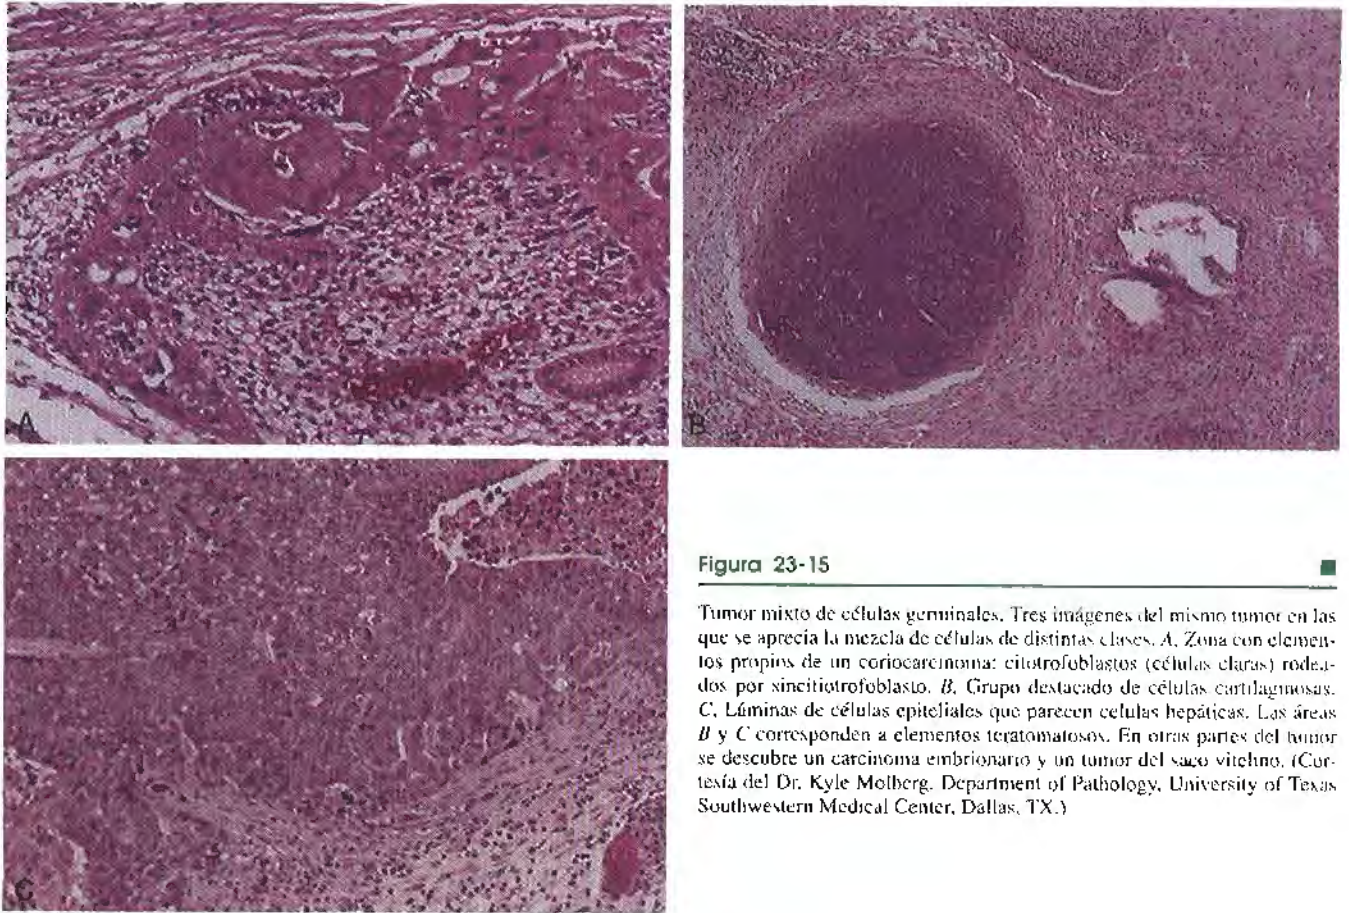 A
B
C
Figura 23-15
Tumor mixto de células germinales. Tres imágenes del mismo tumor en las
que se aprecia la mezcla de células de distintas clases. A, Zona con elemen-
tos propios de un coriocarcinoma: citotrofoblastos (células claras) rodea-
dos por sincitiotrofoblasto. B, Grupo destacado de células cartilaginosas.
C, Láminas de células epiteliales que parecen celulas hepáticas. Las áreas
B y C corresponden a elementos teratomatosos. En otras partes del tumor
se descubre un carcinoma embrionario y un tumor del saco vitelino. (Cor-
tesía del Dr. Kyle Molberg, Department of Pathology, University of Texas
Southwestern Medical Center, Dallas, TX.)